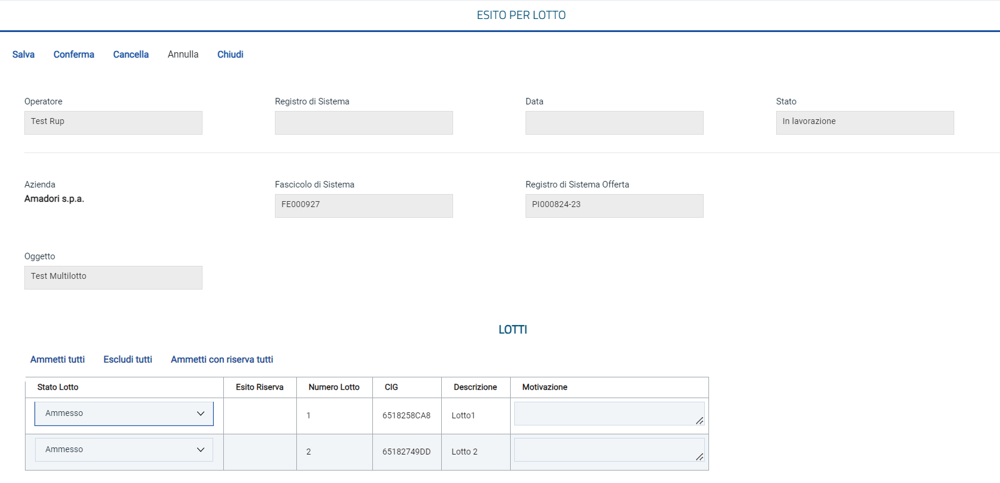 ESITO PER LOTTO
Salva Conferma Cancella Annulla Chiudi
Operatore Registro di Sistema Data Stato
Test Rup In lavorazione
Azienda Fascicolo di Sistema Registro di Sistema Offerta
Amadori s.p.a. FE000927 PI000824-23
Oggetto
Test Multilotto
LOTTI
Ammetti tutti Escludi tutti Ammetti con riserva tutti
Stato Lotto Esito Riserva Numero Lotto CIG Descrizione Motivazione
Ammesso 1 6518258CA8 Lotto1
Ammesso 2 65182749DD Lotto 2